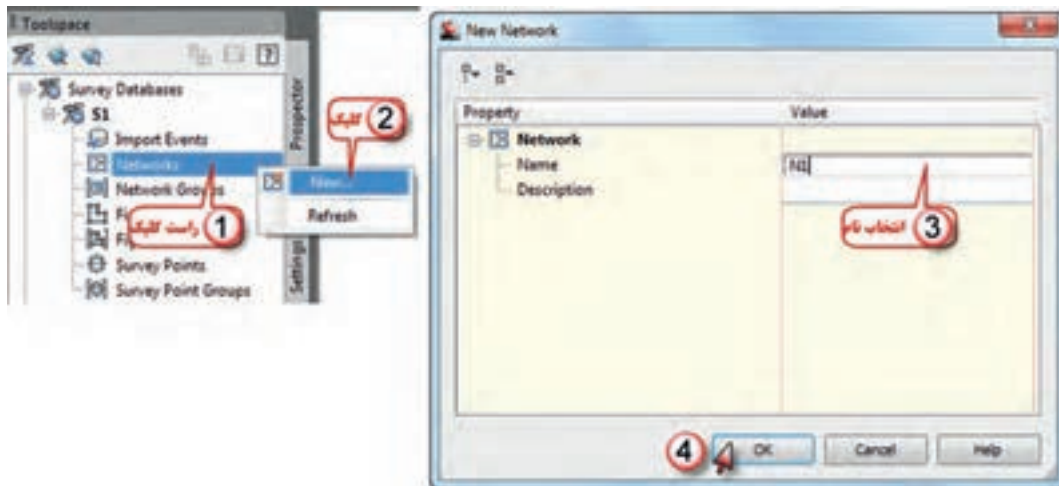 Toolspace
Survey Databases
S1
Import Events
Networks
Network Groups
Survey Points
Survey Point Groups
Prospector
Settings
New...
Refresh
1 راست کلیک
2 کلیک
New Network
Property Value
Network
Name N1
Description
3 انتخاب نام
4
OK Cancel Help